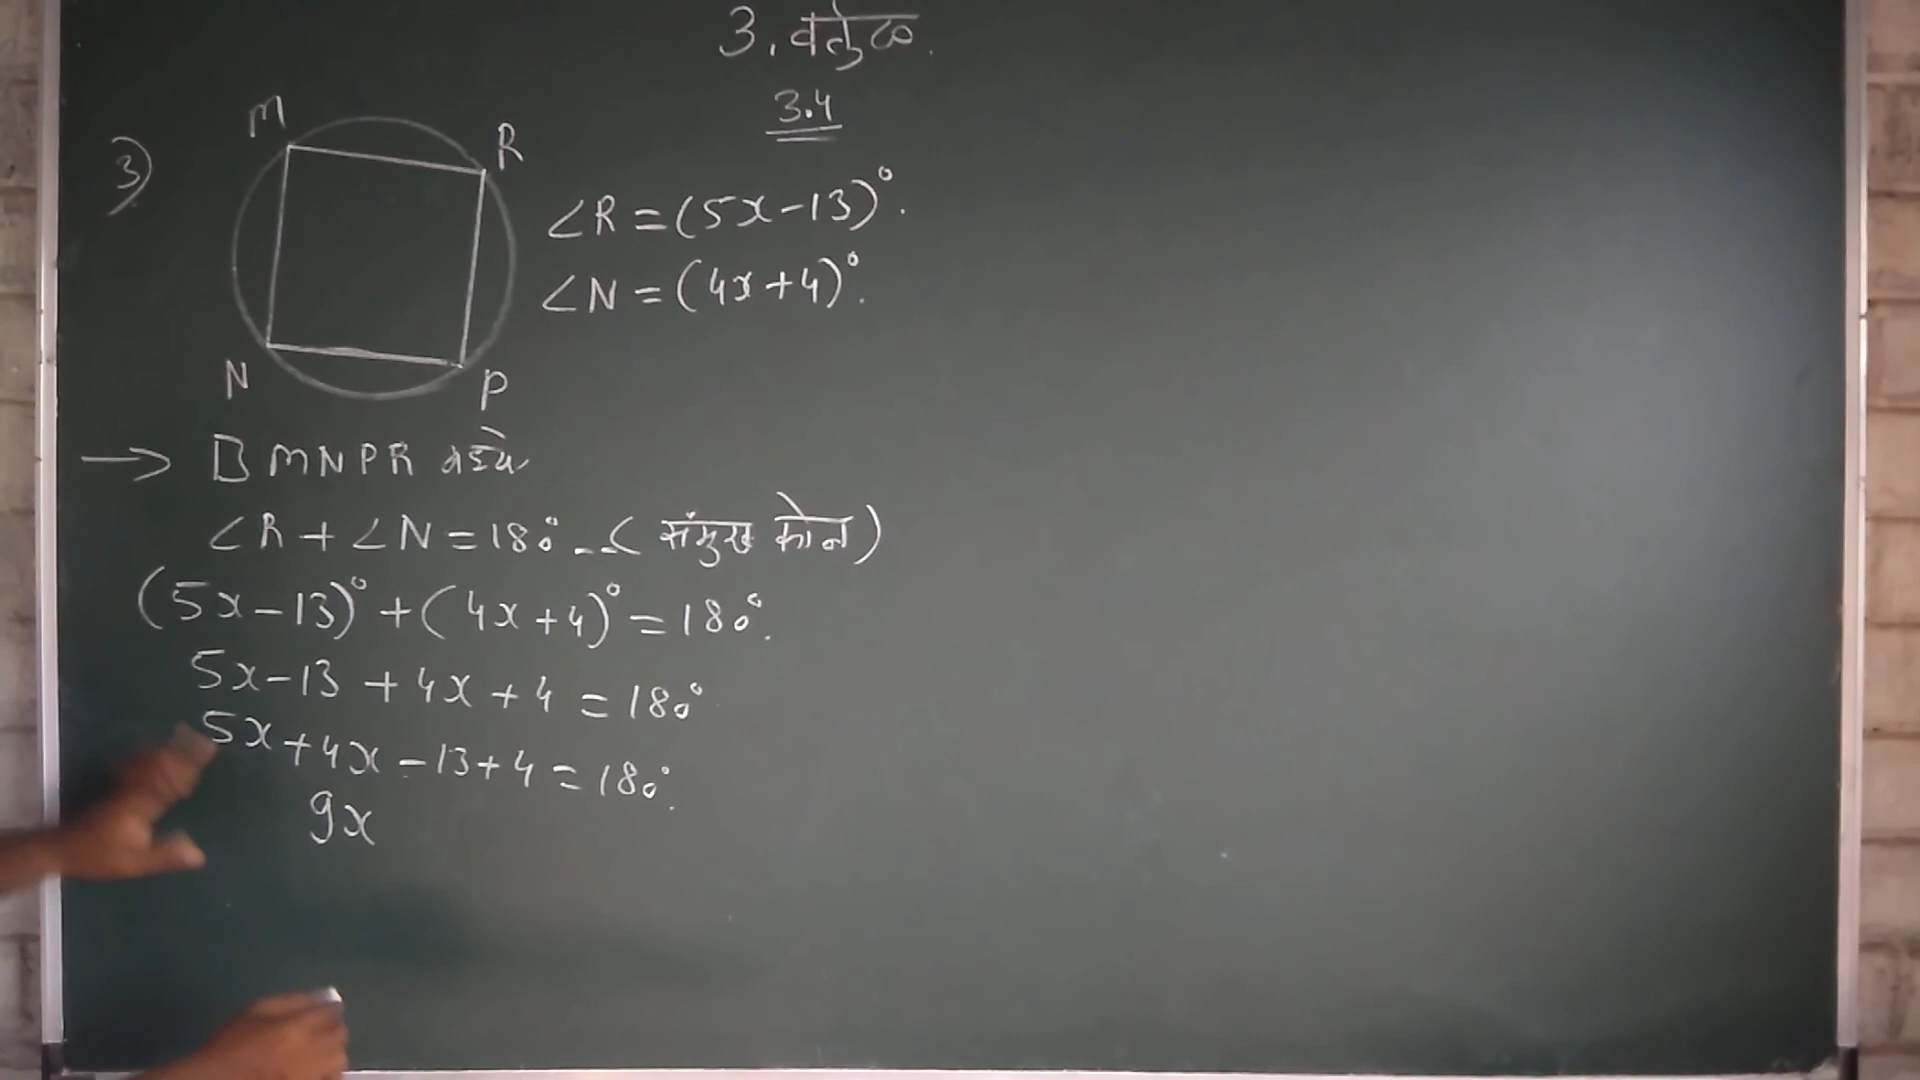 3. वर्तुळ.
3.4
3)
M
R
∠R = (5x-13)°.
∠N = (4x+4)°.
N
P
→ □ MNPR मध्ये
∠R + ∠N = 180° --( संमुख कोन )
(5x-13)° + (4x+4)° = 180°.
5x-13 + 4x + 4 = 180°
5x + 4x - 13 + 4 = 180°.
9x